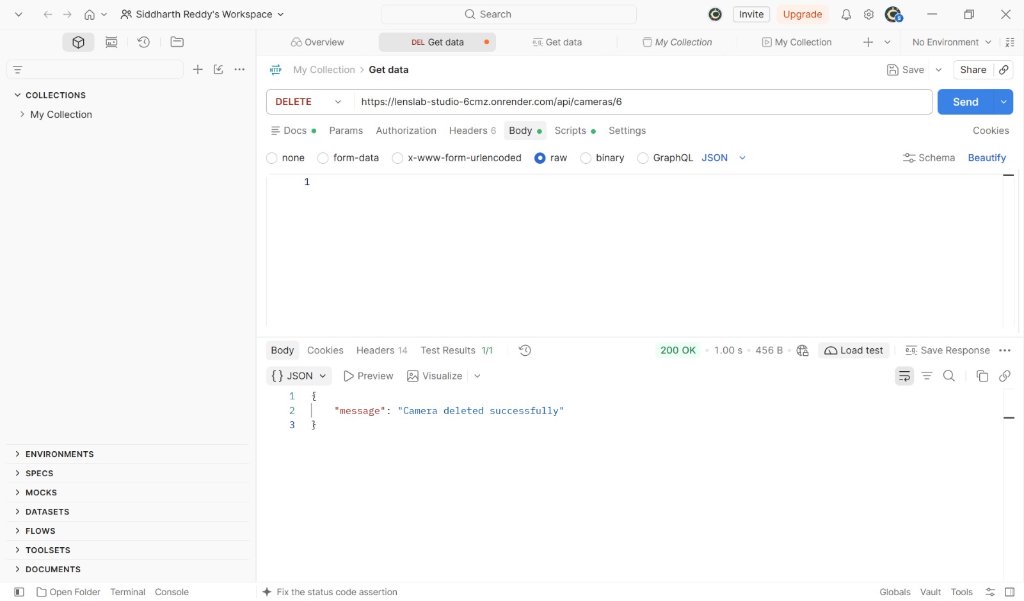 Siddharth Reddy's Workspace
Search
Invite
Upgrade
Overview
DEL Get data
Get data
My Collection
My Collection
No Environment
COLLECTIONS
My Collection
HTTP My Collection > Get data
Save
Share
DELETE
https://lenslab-studio-6cmz.onrender.com/api/cameras/6
Send
Docs Params Authorization Headers 6 Body Scripts Settings
Cookies
none form-data x-www-form-urlencoded raw binary GraphQL JSON
Schema Beautify
1
Body Cookies Headers 14 Test Results 1/1
200 OK • 1.00 s • 456 B
Load test
Save Response
{} JSON Preview Visualize
1 {
2 "message": "Camera deleted successfully"
3 }
ENVIRONMENTS
SPECS
MOCKS
DATASETS
FLOWS
TOOLSETS
DOCUMENTS
Open Folder Terminal Console
Fix the status code assertion
Globals Vault Tools